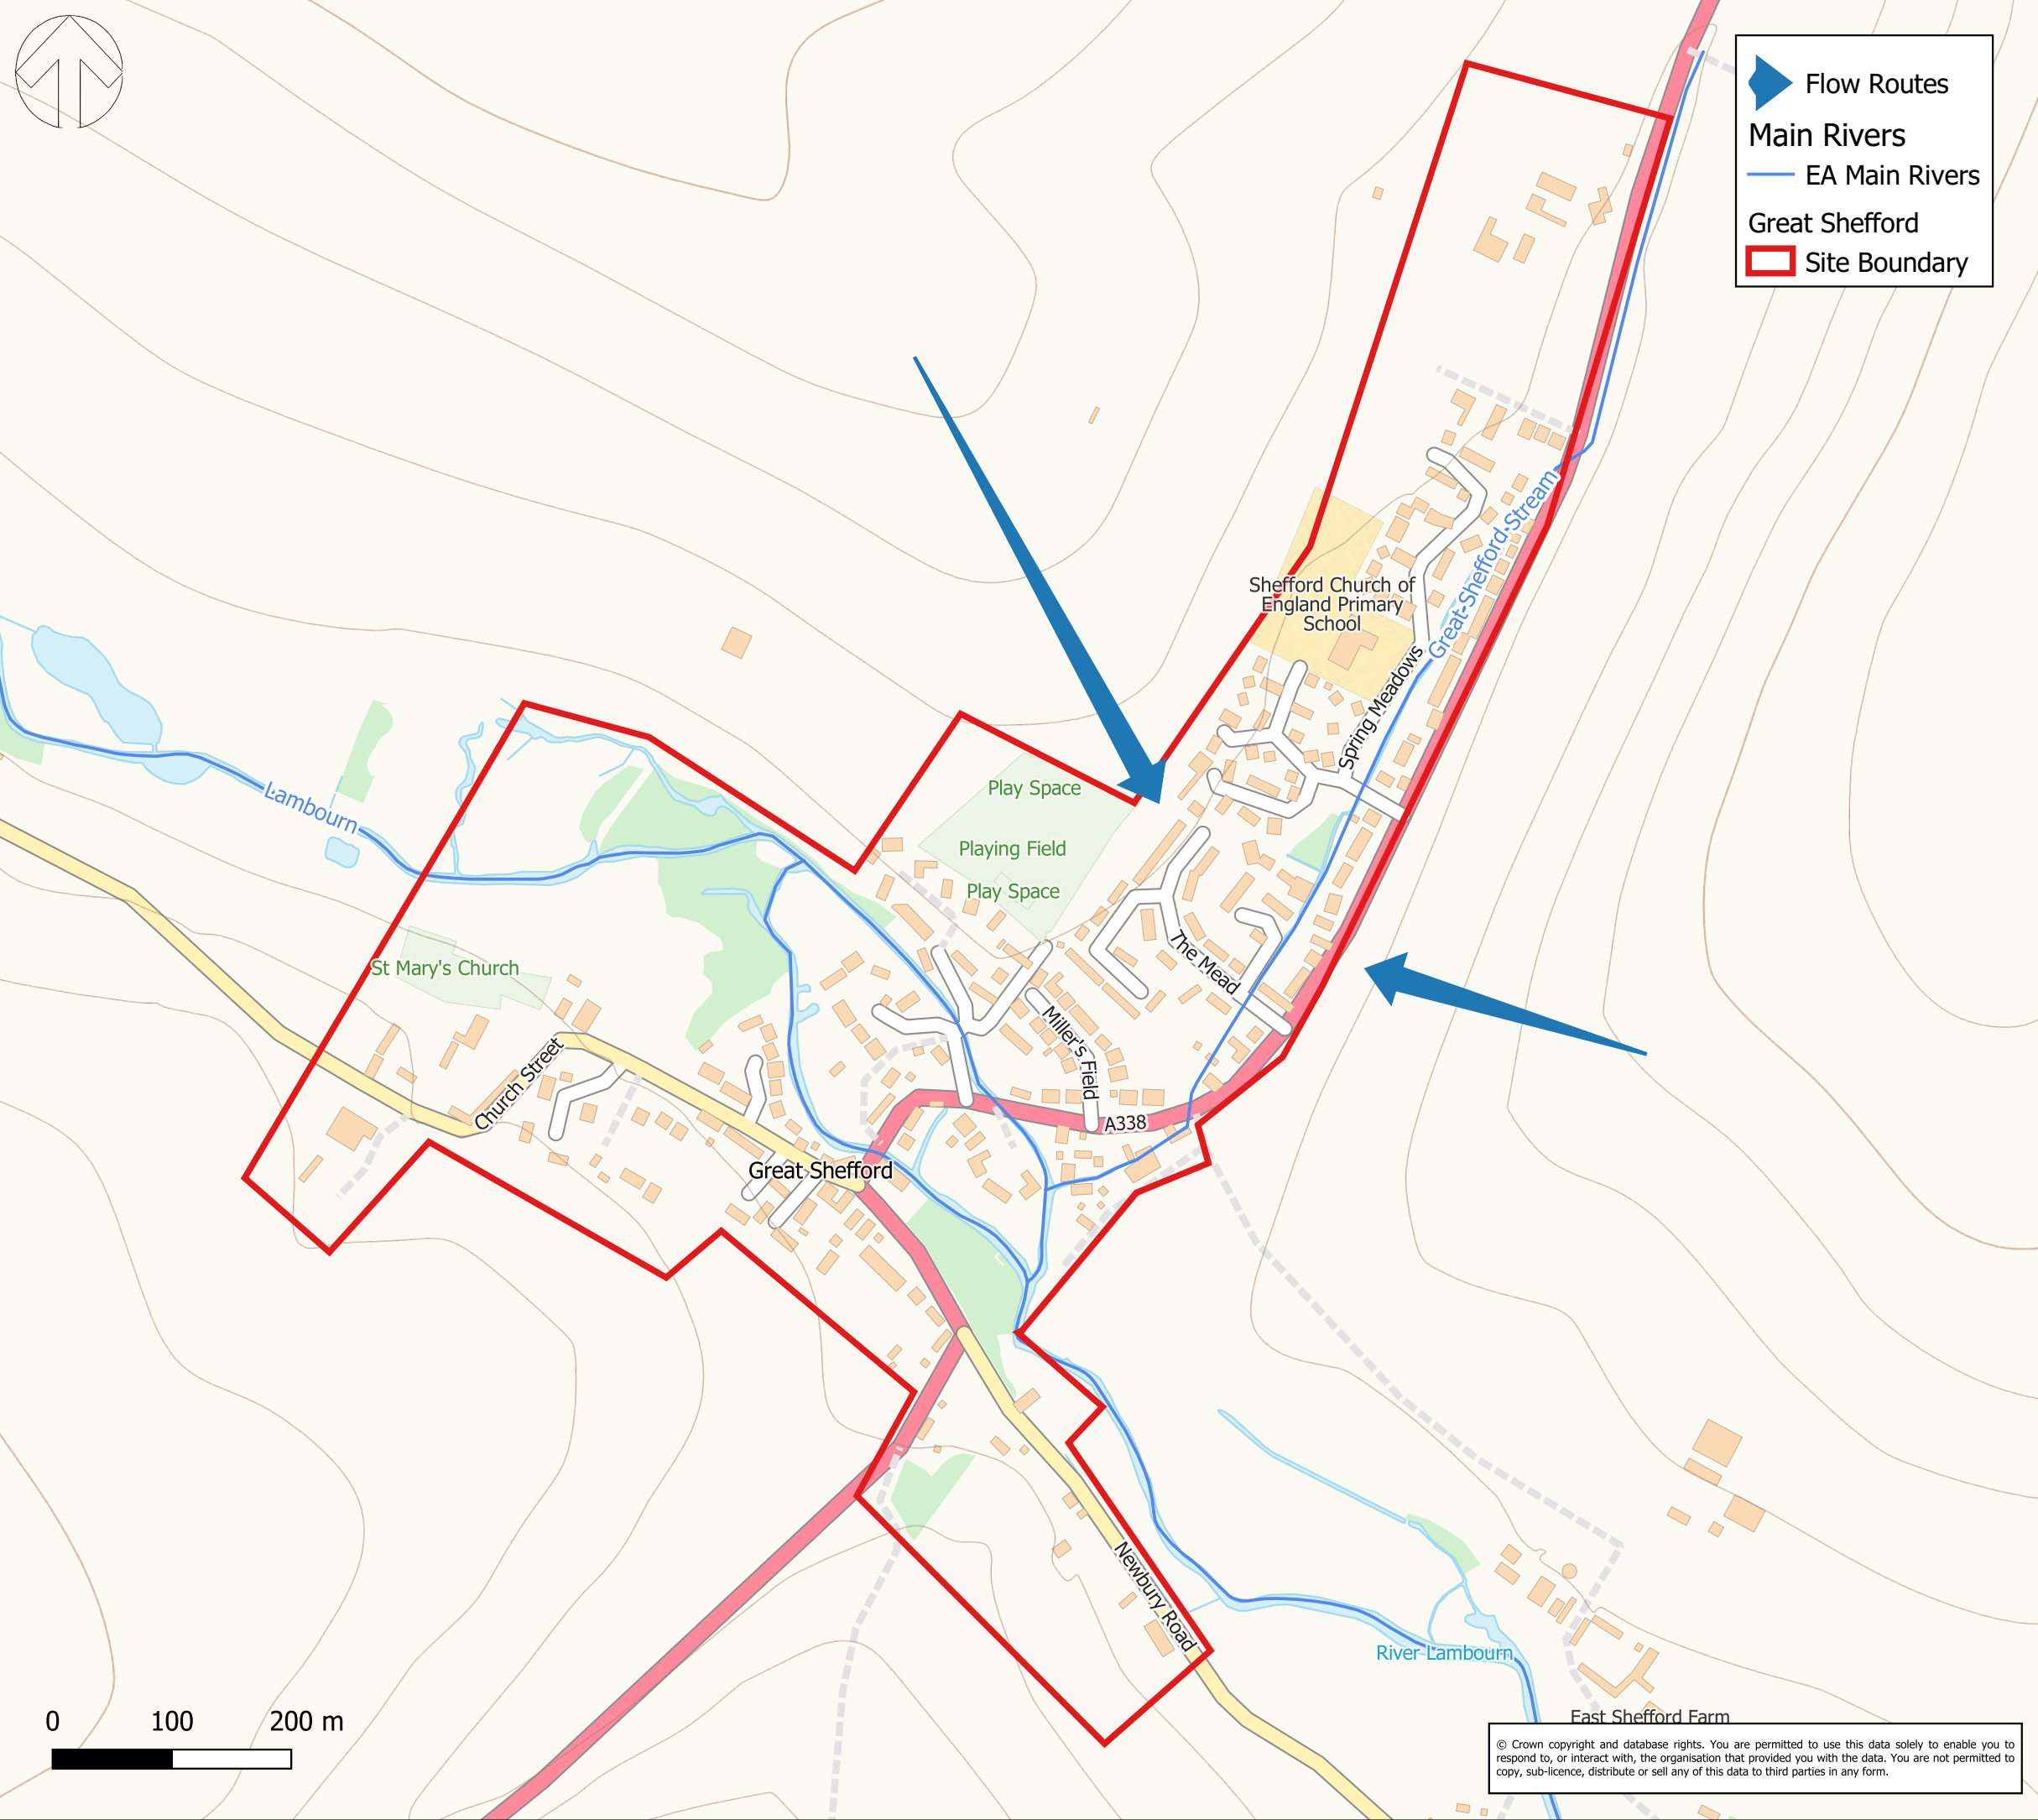 Flow Routes
Main Rivers
EA Main Rivers
Great Shefford
Site Boundary
Great Shefford Stream
Shefford Church of
England Primary
School
Spring Meadows
Play Space
Playing Field
Play Space
Lambourn
St Mary's Church
The Mead
Miller's Field
Church Street
A338
Great Shefford
Newbury Road
River Lambourn
East Shefford Farm
0 100 200 m
© Crown copyright and database rights. You are permitted to use this data solely to enable you to
respond to, or interact with, the organisation that provided you with the data. You are not permitted to
copy, sub-licence, distribute or sell any of this data to third parties in any form.